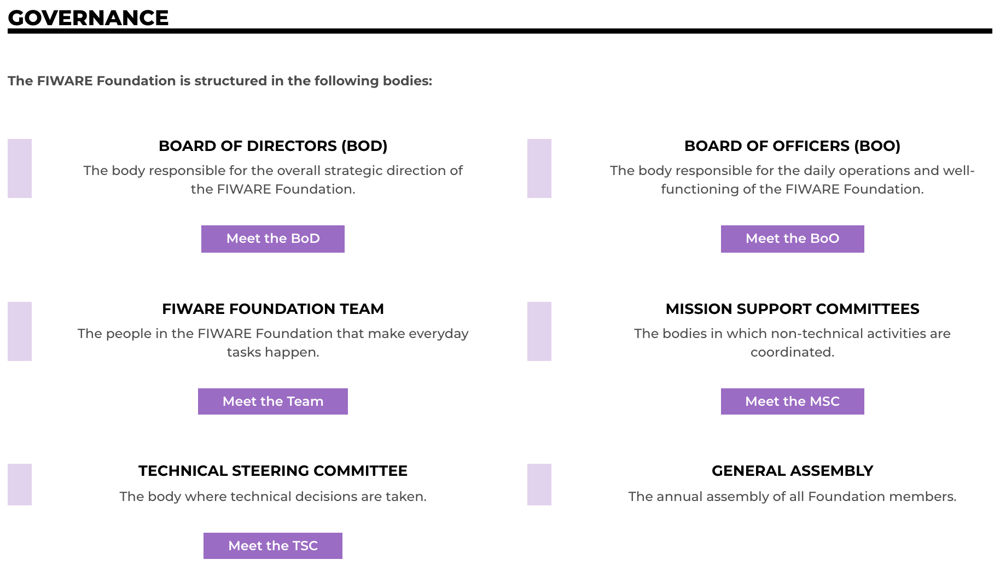 GOVERNANCE
The FIWARE Foundation is structured in the following bodies:
BOARD OF DIRECTORS (BOD)
The body responsible for the overall strategic direction of
the FIWARE Foundation.
Meet the BoD
BOARD OF OFFICERS (BOO)
The body responsible for the daily operations and well-
functioning of the FIWARE Foundation.
Meet the BoO
FIWARE FOUNDATION TEAM
The people in the FIWARE Foundation that make everyday
tasks happen.
Meet the Team
MISSION SUPPORT COMMITTEES
The bodies in which non-technical activities are
coordinated.
Meet the MSC
TECHNICAL STEERING COMMITTEE
The body where technical decisions are taken.
Meet the TSC
GENERAL ASSEMBLY
The annual assembly of all Foundation members.